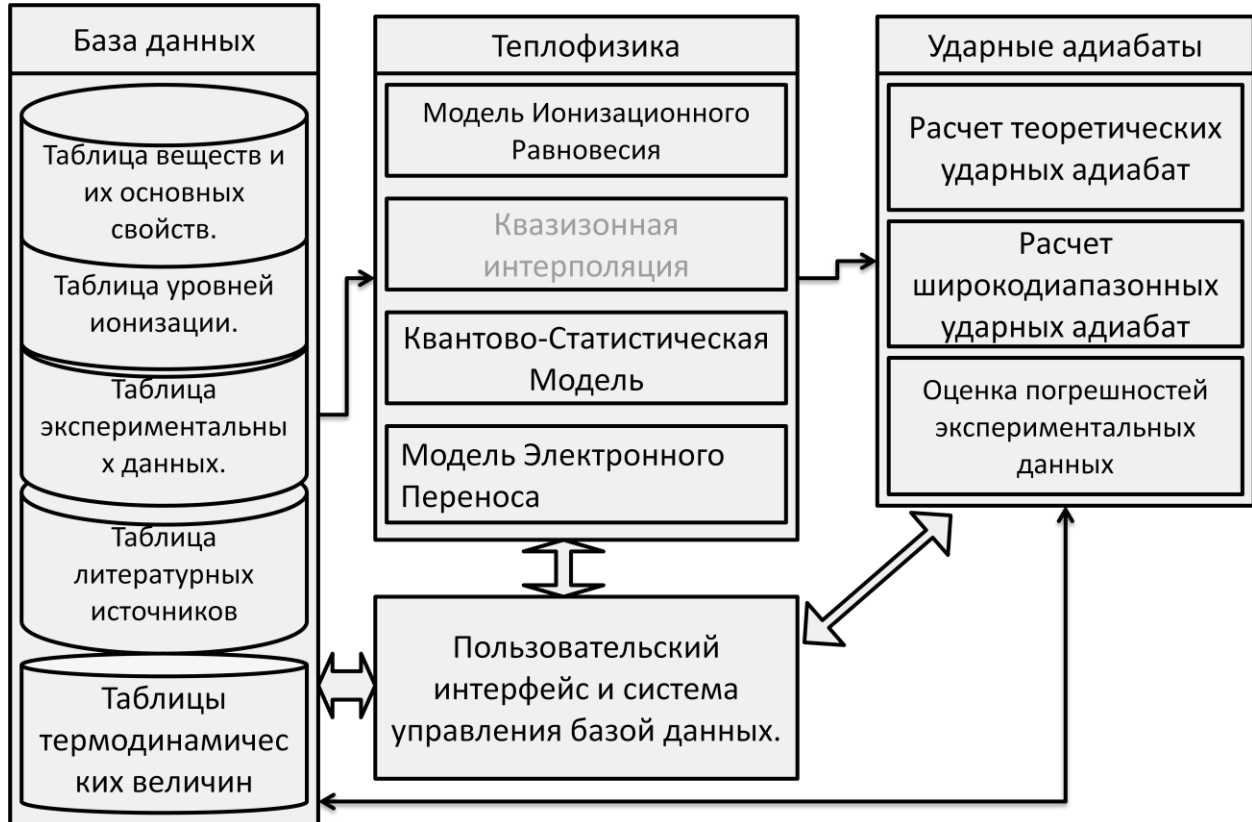 База данных
Таблица веществ и
их основных
свойств.
Таблица уровней
ионизации.
Таблица
экспериментальны
х данных.
Таблица
литературных
источников
Таблицы
термодинамичес
ких величин
Теплофизика
Модель Ионизационного
Равновесия
Квазизонная
интерполяция
Квантово-Статистическая
Модель
Модель Электронного
Переноса
Пользовательский
интерфейс и система
управления базой данных.
Ударные адиабаты
Расчет теоретических
ударных адиабат
Расчет
широкодиапазонных
ударных адиабат
Оценка погрешностей
экспериментальных
данных